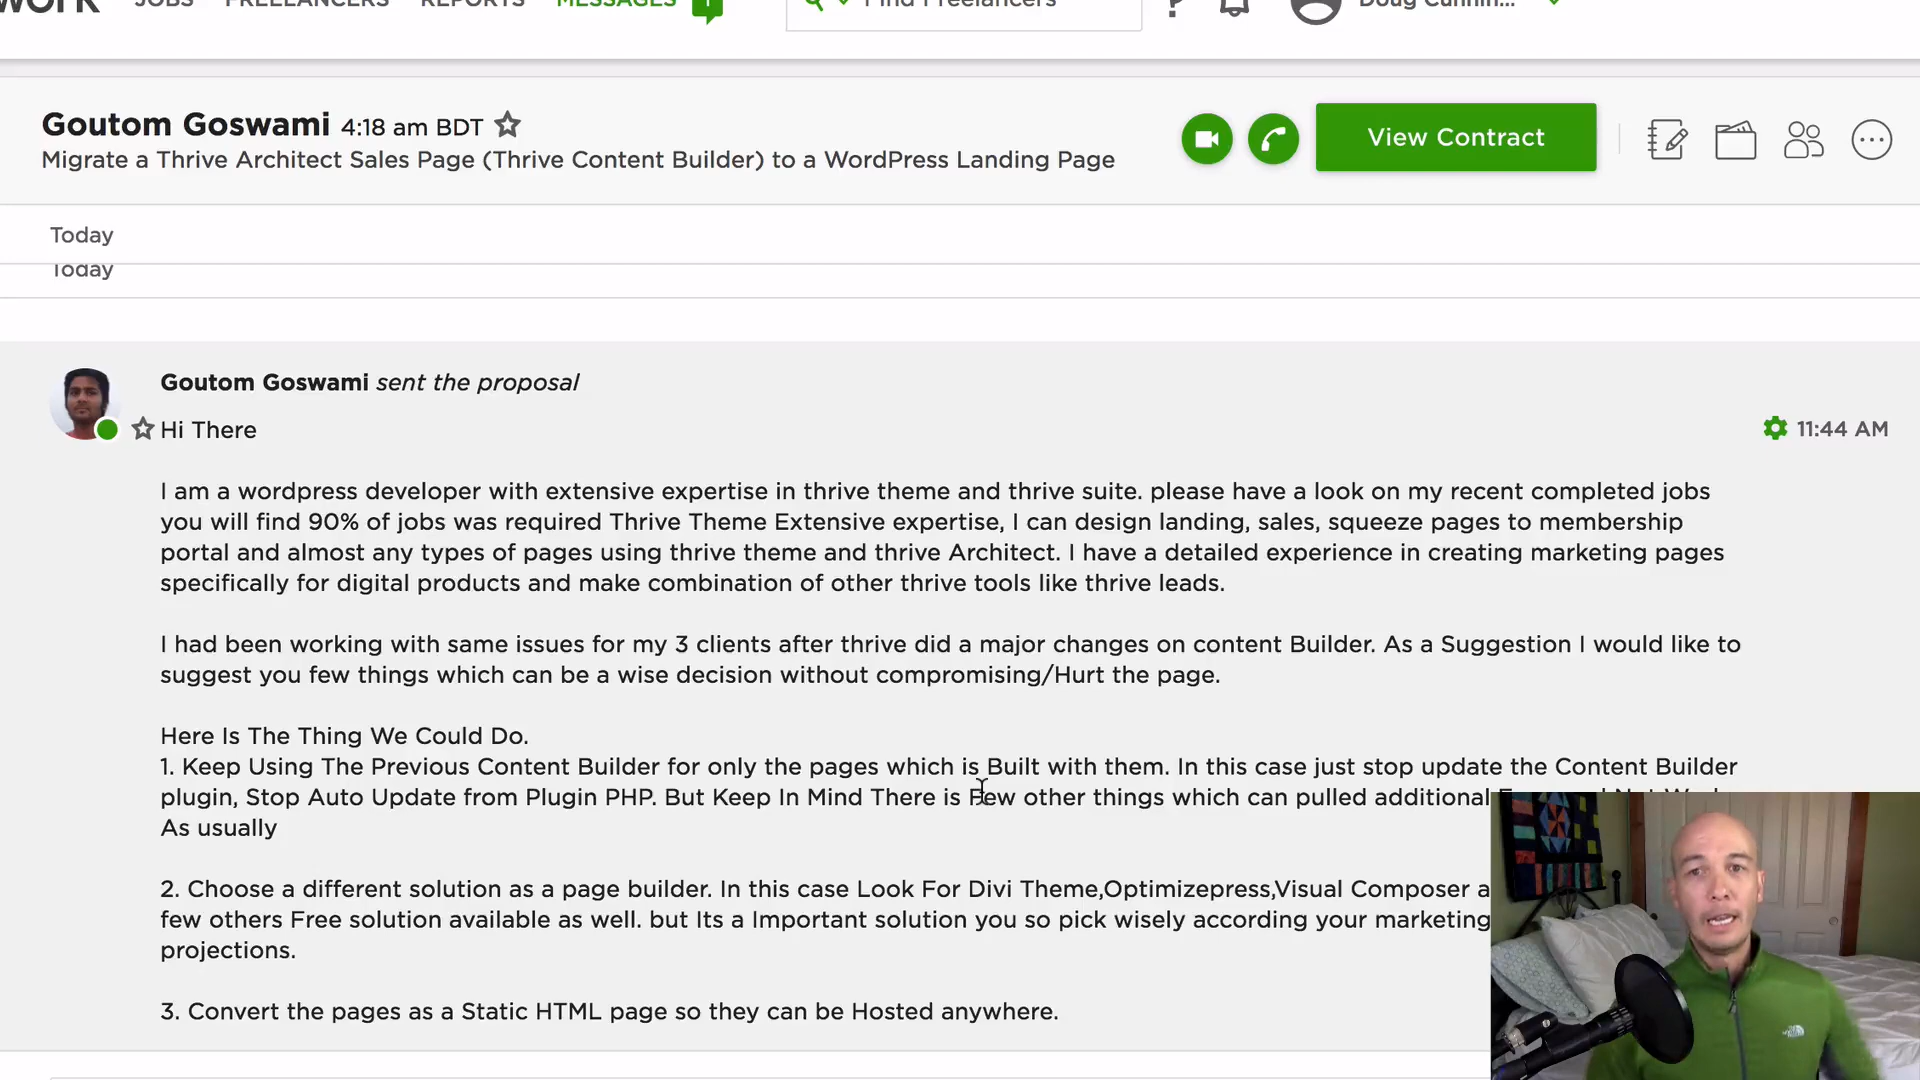 JOBS FREELANCERS REPORTS MESSAGES Find Freelancers ? Doug Cunnin...
Goutom Goswami 4:18 am BDT
Migrate a Thrive Architect Sales Page (Thrive Content Builder) to a WordPress Landing Page
View Contract
Today
Today
Goutom Goswami sent the proposal
Hi There
11:44 AM
I am a wordpress developer with extensive expertise in thrive theme and thrive suite. please have a look on my recent completed jobs
you will find 90% of jobs was required Thrive Theme Extensive expertise, I can design landing, sales, squeeze pages to membership
portal and almost any types of pages using thrive theme and thrive Architect. I have a detailed experience in creating marketing pages
specifically for digital products and make combination of other thrive tools like thrive leads.
I had been working with same issues for my 3 clients after thrive did a major changes on content Builder. As a Suggestion I would like to
suggest you few things which can be a wise decision without compromising/Hurt the page.
Here Is The Thing We Could Do.
1. Keep Using The Previous Content Builder for only the pages which is Built with them. In this case just stop update the Content Builder
plugin, Stop Auto Update from Plugin PHP. But Keep In Mind There is Few other things which can pulled additional
As usually
2. Choose a different solution as a page builder. In this case Look For Divi Theme,Optimizepress,Visual Composer
few others Free solution available as well. but Its a Important solution you so pick wisely according your marketing
projections.
3. Convert the pages as a Static HTML page so they can be Hosted anywhere.